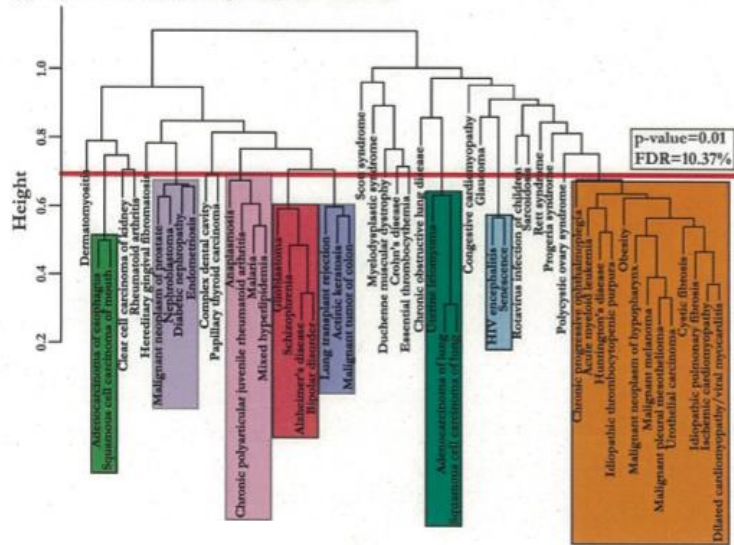 Height
1.0
0.8
0.6
0.4
0.2
p-value=0.01
FDR=10.37%
Dermatomyositis
Adenocarcinoma of esophagus
Squamous cell carcinoma of mouth
Clear cell carcinoma of kidney
Rheumatoid arthritis
Hereditary gingival fibromatosis
Malignant neoplasm of prostate
Nephroblastoma
Diabetic nephropathy
Endometriosis
Complex dental cavity
Papillary thyroid carcinoma
Anaplasmosis
Chronic polyarticular juvenile rheumatoid arthritis
Malaria
Mixed hyperlipidemia
Glioblastoma
Schizophrenia
Alzheimer's disease
Bipolar disorder
Lung transplant rejection
Actinic keratosis
Malignant tumor of colon
Scott syndrome
Myelodysplastic syndrome
Duchenne muscular dystrophy
Crohn's disease
Essential thrombocythemia
Chronic obstructive lung disease
Uterine leiomyoma
Adenocarcinoma of lung
Squamous cell carcinoma of lung
Congestive cardiomyopathy
Glaucoma
HIV encephalitis
Senescence
Rotavirus infection of children
Sarcoidosis
Rett syndrome
Progeria syndrome
Polycystic ovary syndrome
Chronic progressive ophthalmoplegia
Acute myeloid leukemia
Huntington's disease
Idiopathic thrombocytopenic purpura
Obesity
Malignant neoplasm of hypopharynx
Malignant melanoma
Malignant pleural mesothelioma
Urothelial carcinoma
Cystic fibrosis
Idiopathic pulmonary fibrosis
Ischemic cardiomyopathy
Dilated cardiomyopathy/viral myocarditis